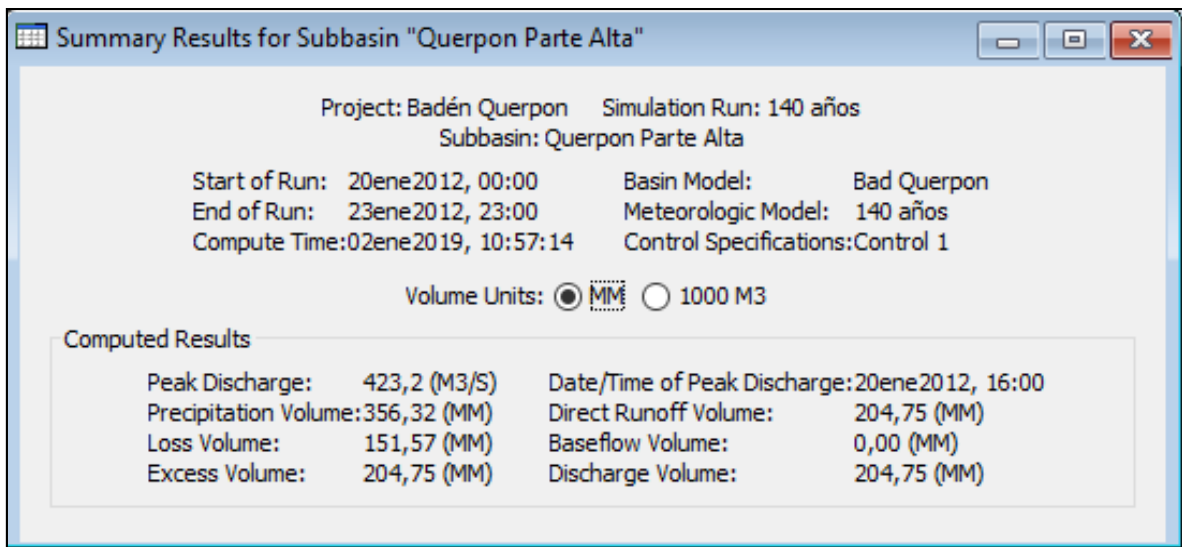 Summary Results for Subbasin "Querpon Parte Alta"
Project: Badén Querpon Simulation Run: 140 años
Subbasin: Querpon Parte Alta
Start of Run: 20ene2012, 00:00 Basin Model: Bad Querpon
End of Run: 23ene2012, 23:00 Meteorologic Model: 140 años
Compute Time:02ene2019, 10:57:14 Control Specifications:Control 1
Volume Units: MM 1000 M3
Computed Results
Peak Discharge: 423,2 (M3/S) Date/Time of Peak Discharge:20ene2012, 16:00
Precipitation Volume:356,32 (MM) Direct Runoff Volume: 204,75 (MM)
Loss Volume: 151,57 (MM) Baseflow Volume: 0,00 (MM)
Excess Volume: 204,75 (MM) Discharge Volume: 204,75 (MM)